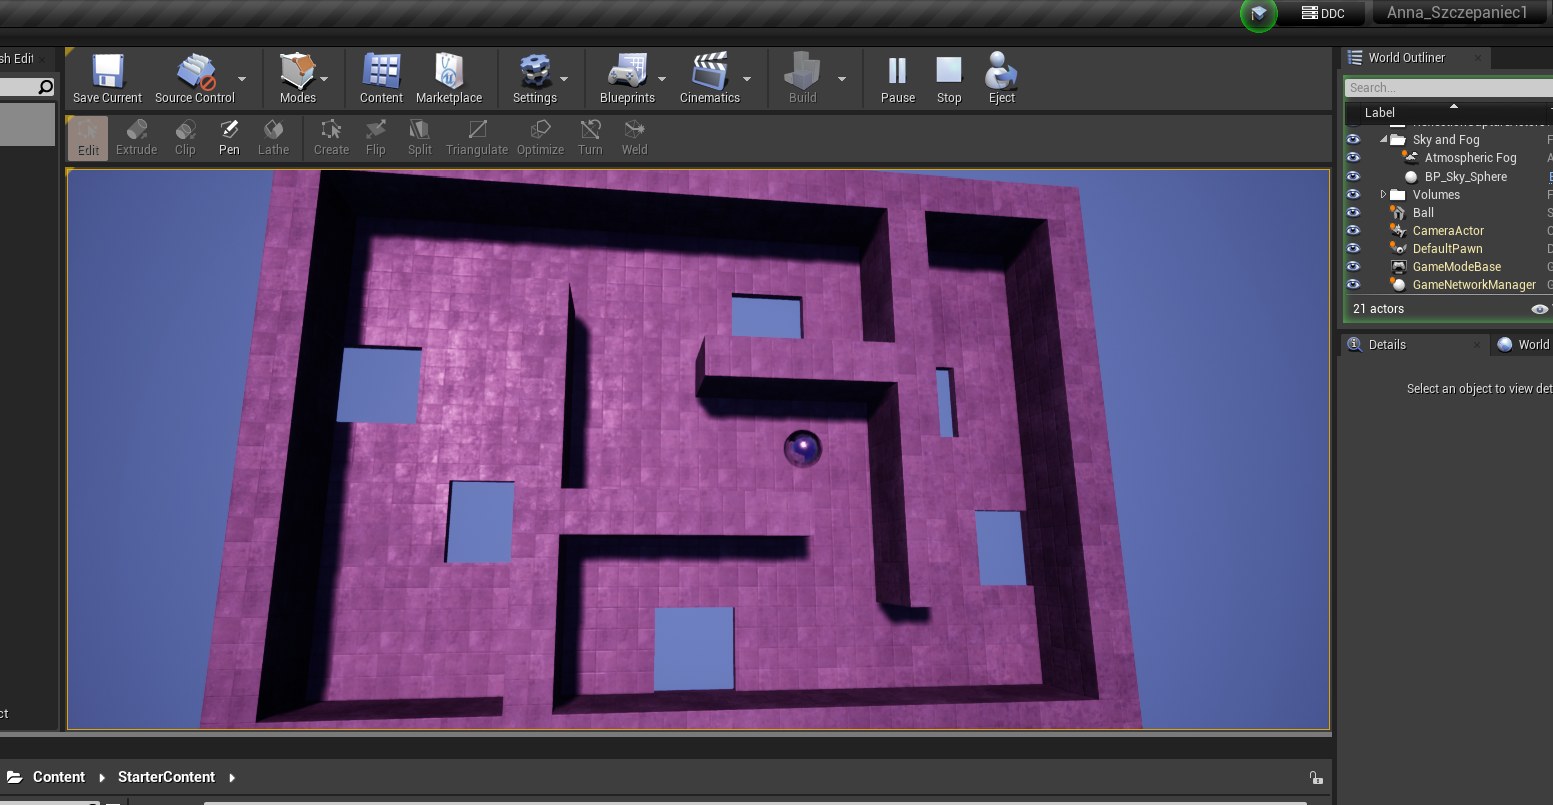 DDC
Anna_Szczepaniec1
sh Edit
World Outliner
Save Current
Source Control
Modes
Content
Marketplace
Settings
Blueprints
Cinematics
Build
Pause
Stop
Eject
Search...
Label
Edit
Extrude
Clip
Pen
Lathe
Create
Flip
Split
Triangulate
Optimize
Turn
Weld
Sky and Fog
Atmospheric Fog
BP_Sky_Sphere
Volumes
Ball
CameraActor
DefaultPawn
GameModeBase
GameNetworkManager
21 actors
Details
World
Select an object to view det
ct
Content
StarterContent